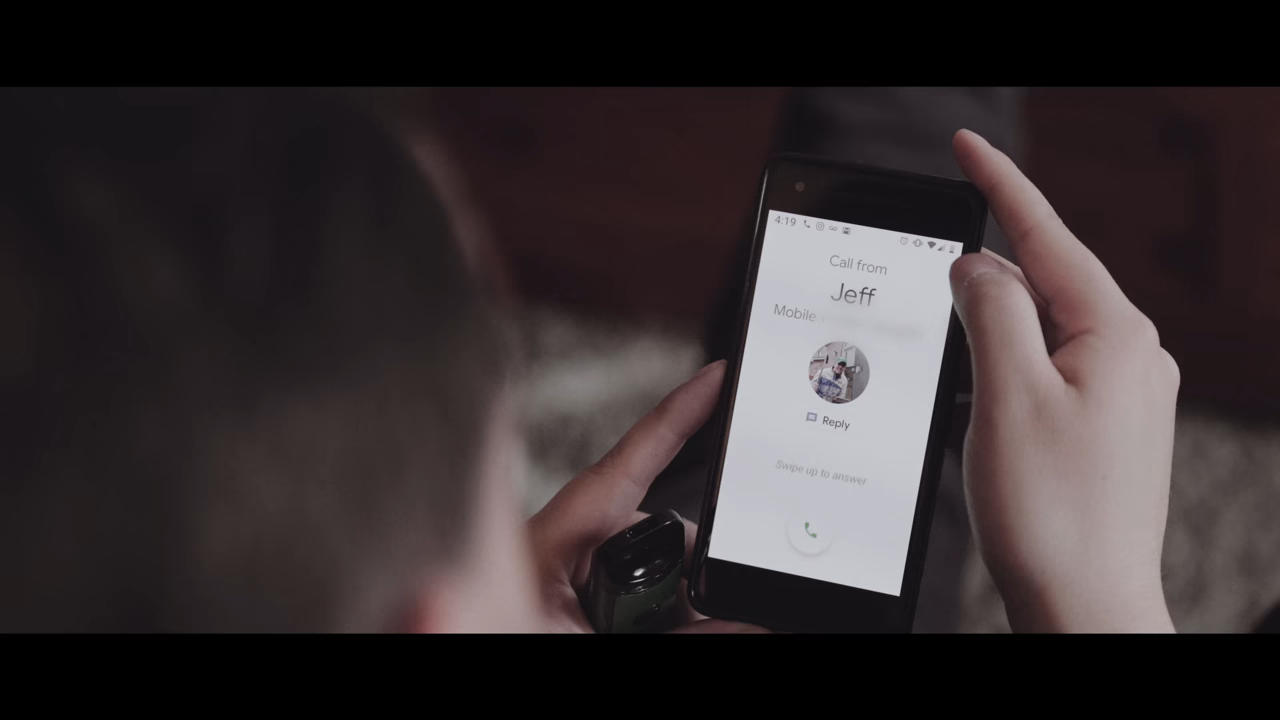 4:19
Call from
Jeff
Mobile
Reply
Swipe up to answer